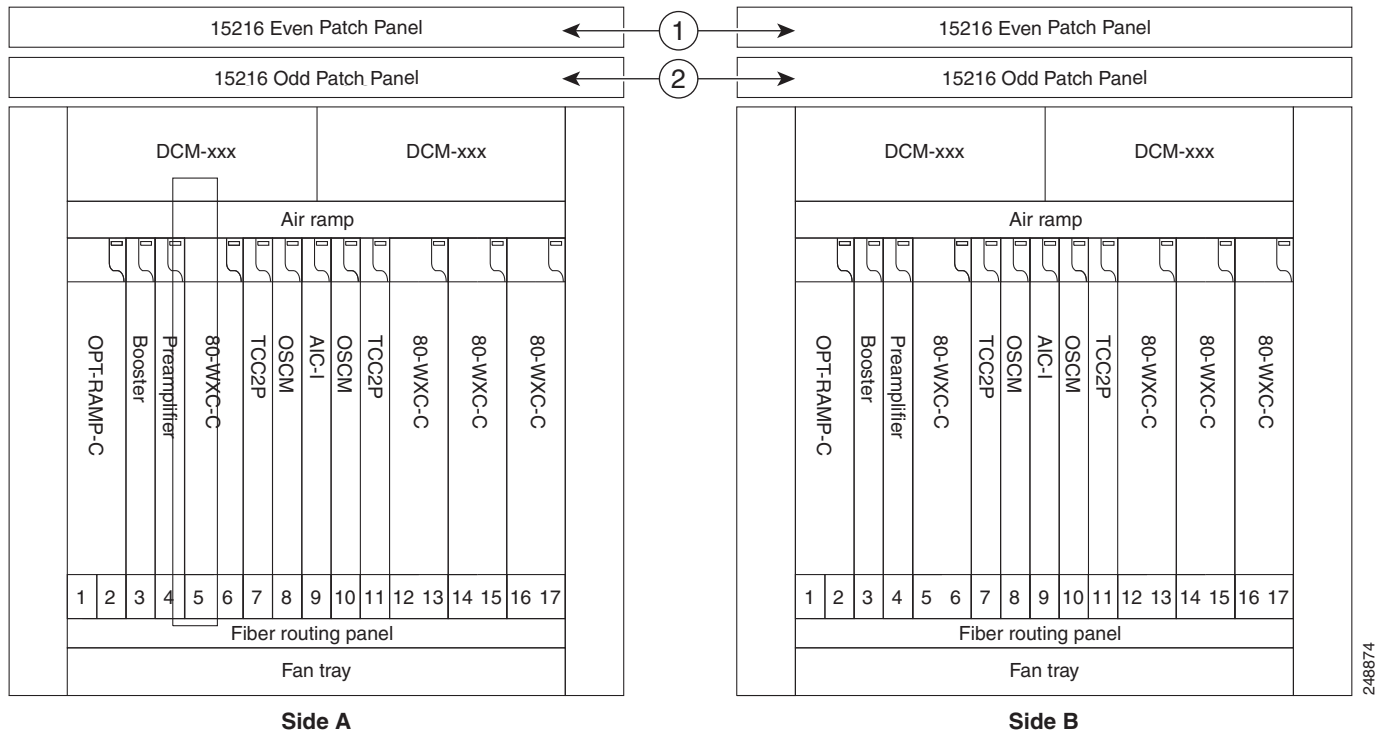 15216 Even Patch Panel
1
15216 Even Patch Panel
15216 Odd Patch Panel
2
15216 Odd Patch Panel
DCM-xxx
DCM-xxx
Air ramp
OPT-RAMP-C
Booster
Preamplifier
80-WXC-C
TCC2P
OSCM
AIC-I
OSCM
TCC2P
80-WXC-C
80-WXC-C
80-WXC-C
1 2 3 4 5 6 7 8 9 10 11 12 13 14 15 16 17
Fiber routing panel
Fan tray
Side A
DCM-xxx
DCM-xxx
Air ramp
OPT-RAMP-C
Booster
Preamplifier
80-WXC-C
TCC2P
OSCM
AIC-I
OSCM
TCC2P
80-WXC-C
80-WXC-C
80-WXC-C
1 2 3 4 5 6 7 8 9 10 11 12 13 14 15 16 17
Fiber routing panel
Fan tray
Side B
248874